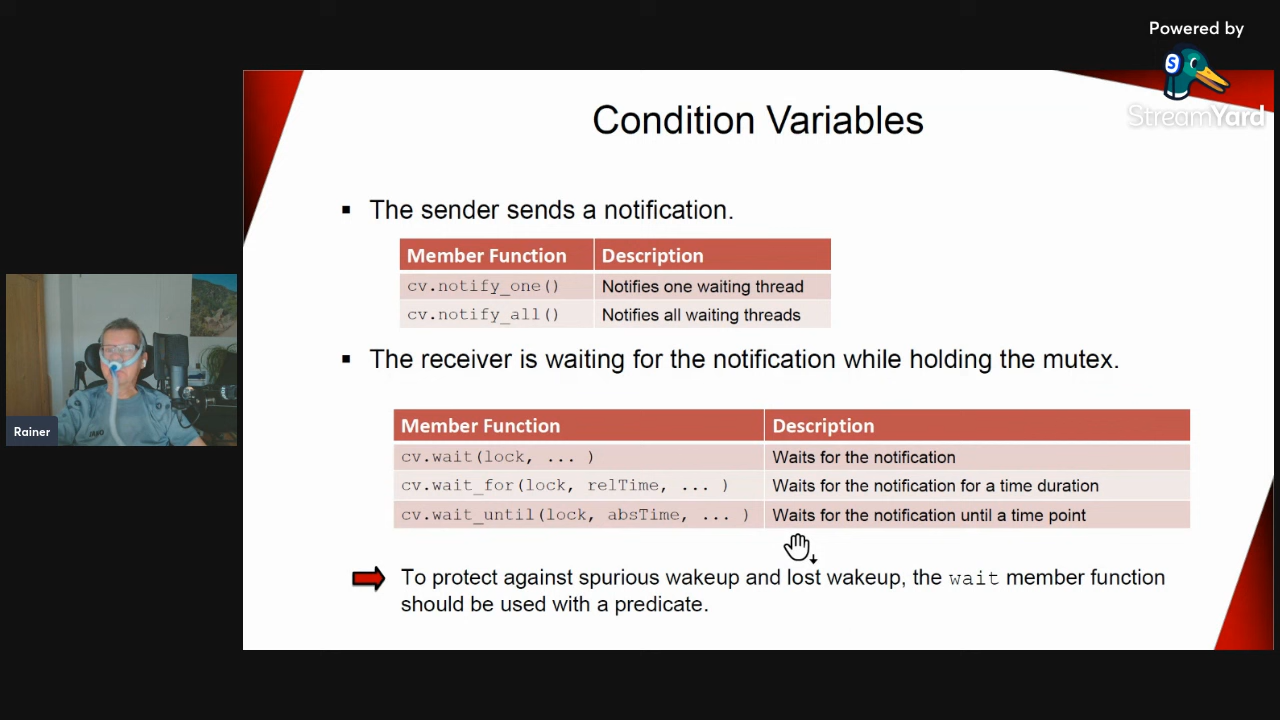 Powered by
StreamYard
Condition Variables
▪ The sender sends a notification.
Member Function Description
cv.notify_one() Notifies one waiting thread
cv.notify_all() Notifies all waiting threads
▪ The receiver is waiting for the notification while holding the mutex.
Member Function Description
cv.wait(lock, ... ) Waits for the notification
cv.wait_for(lock, relTime, ... ) Waits for the notification for a time duration
cv.wait_until(lock, absTime, ... ) Waits for the notification until a time point
To protect against spurious wakeup and lost wakeup, the wait member function
should be used with a predicate.
Rainer